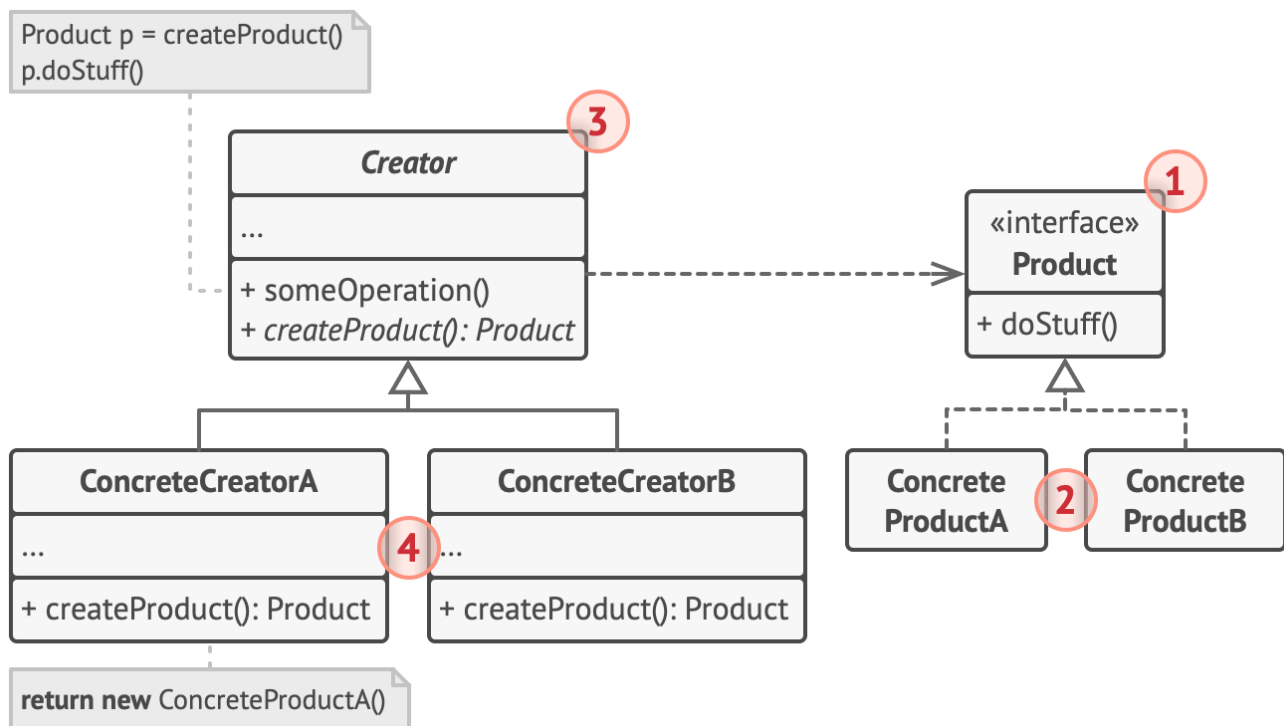 Product p = createProduct()
p.doStuff()
3
Creator
...
+ someOperation()
+ createProduct(): Product
1
«interface»
Product
+ doStuff()
ConcreteCreatorA
...
+ createProduct(): Product
4
ConcreteCreatorB
...
+ createProduct(): Product
Concrete
ProductA
2
Concrete
ProductB
return new ConcreteProductA()